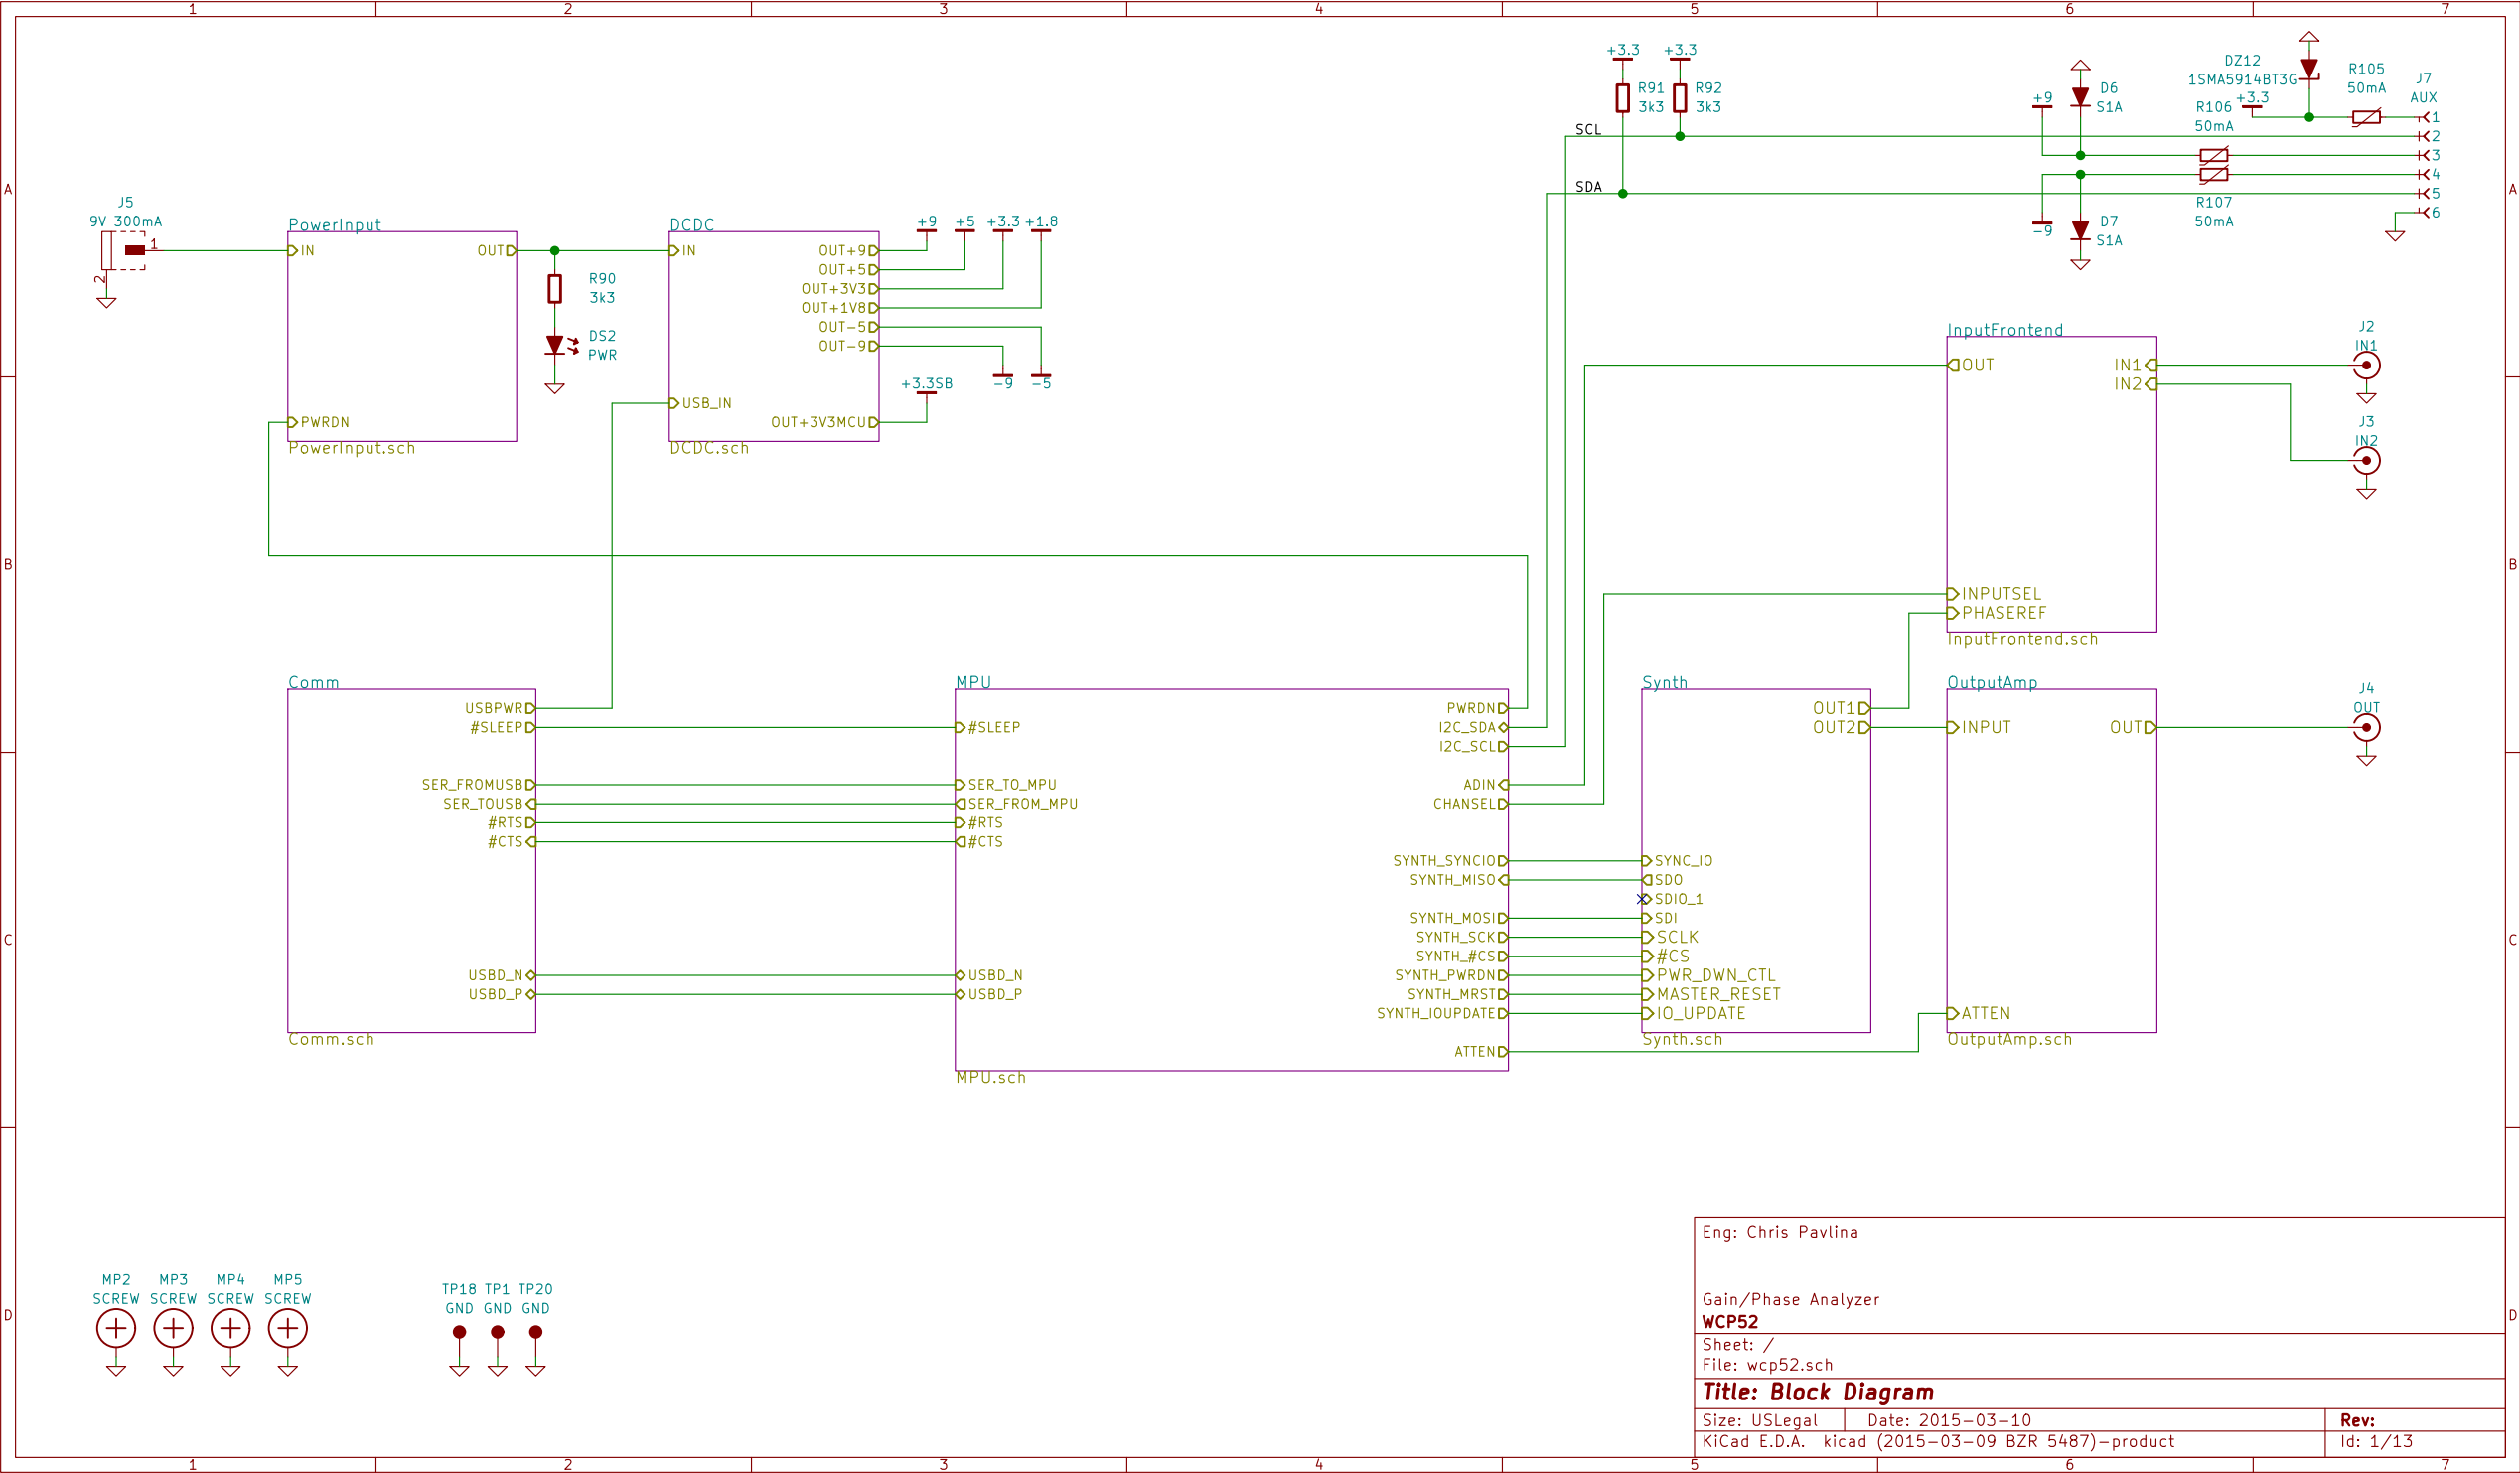 1 2 3 4 5 6 7
A
B
C
D
A
B
C
D
J5
9V 300mA
1
2
PowerInput
IN
OUT
PWRDN
PowerInput.sch
R90
3k3
DS2
PWR
DCDC
IN
USB_IN
OUT+9
OUT+5
OUT+3V3
OUT+1V8
OUT-5
OUT-9
OUT+3V3MCU
DCDC.sch
+9
+5
+3.3
+1.8
-9
-5
+3.3SB
+3.3
+3.3
R91
3k3
R92
3k3
SCL
SDA
+9
D6
S1A
-9
D7
S1A
DZ12
1SMA5914BT3G
+3.3
R105
50mA
R106
50mA
R107
50mA
J7
AUX
1
2
3
4
5
6
InputFrontend
OUT
IN1
IN2
INPUTSEL
PHASEREF
InputFrontend.sch
J2
IN1
J3
IN2
Comm
USBPWR
#SLEEP
SER_FROMUSB
SER_TOUSB
#RTS
#CTS
USBD_N
USBD_P
Comm.sch
MPU
#SLEEP
SER_TO_MPU
SER_FROM_MPU
#RTS
#CTS
USBD_N
USBD_P
PWRDN
I2C_SDA
I2C_SCL
ADIN
CHANSEL
SYNTH_SYNCIO
SYNTH_MISO
SYNTH_MOSI
SYNTH_SCK
SYNTH_#CS
SYNTH_PWRDN
SYNTH_MRST
SYNTH_IOUPDATE
ATTEN
MPU.sch
Synth
OUT1
OUT2
SYNC_IO
SDO
SDIO_1
SDI
SCLK
#CS
PWR_DWN_CTL
MASTER_RESET
IO_UPDATE
Synth.sch
OutputAmp
INPUT
OUT
ATTEN
OutputAmp.sch
J4
OUT
MP2
SCREW
MP3
SCREW
MP4
SCREW
MP5
SCREW
TP18
GND
TP1
GND
TP20
GND
Eng: Chris Pavlina
Gain/Phase Analyzer
WCP52
Sheet: /
File: wcp52.sch
Title: Block Diagram
Size: USLegal
Date: 2015-03-10
Rev:
KiCad E.D.A. kicad (2015-03-09 BZR 5487)-product
Id: 1/13
1 2 3 4 5 6 7